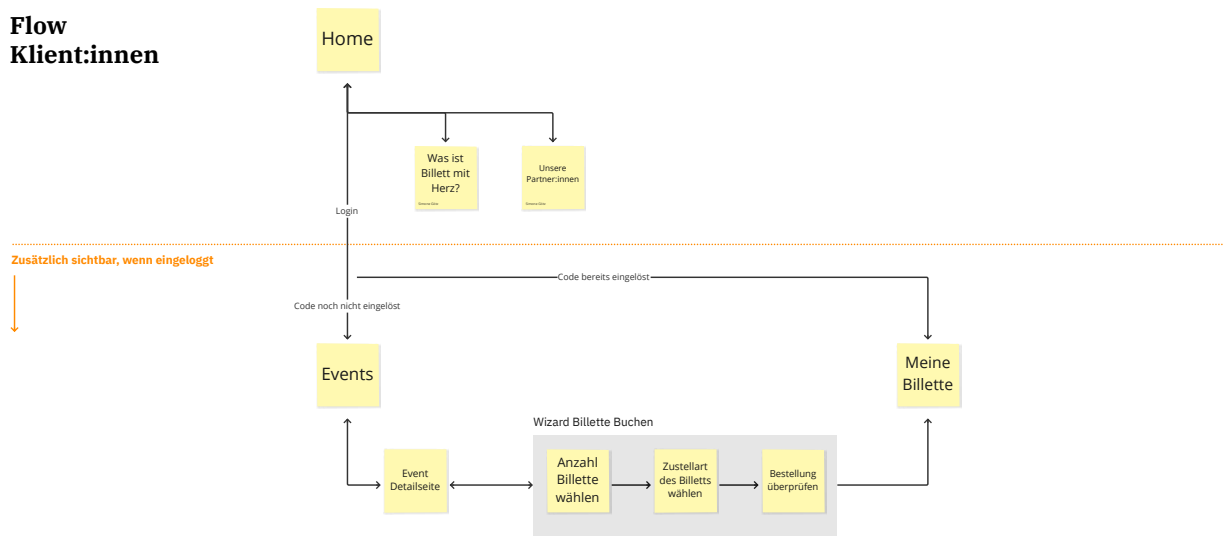 Flow
Klient:innen
Home
Was ist
Billett mit
Herz?
Unsere
Partner:innen
Login
Zusätzlich sichtbar, wenn eingeloggt
Code bereits eingelöst
Code noch nicht eingelöst
Events
Meine
Billette
Wizard Billette Buchen
Event
Detailseite
Anzahl
Billette
wählen
Zustellart
des Billetts
wählen
Bestellung
überprüfen